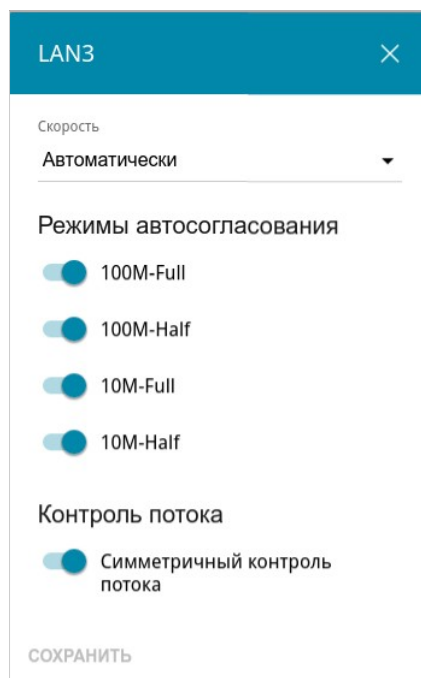 LAN3
Скорость
Автоматически
Режимы автосогласования
100M-Full
100M-Half
10M-Full
10M-Half
Контроль потока
Симметричный контроль
потока
СОХРАНИТЬ